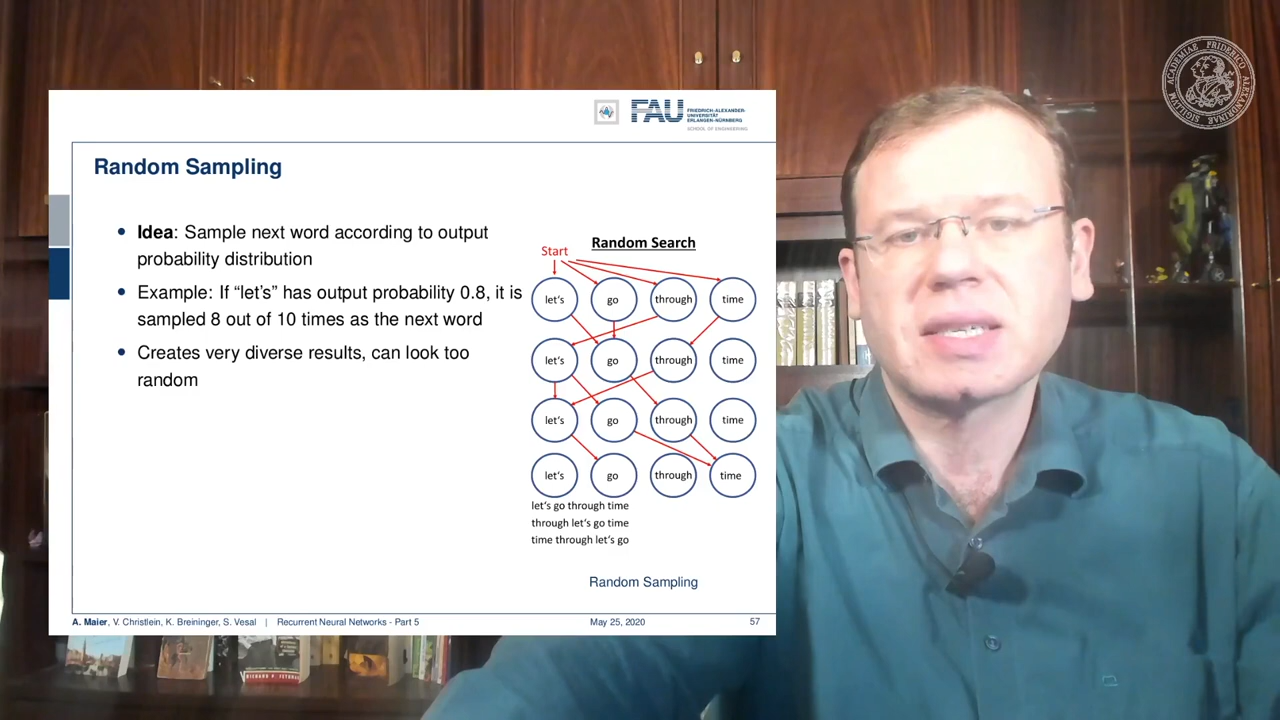 ACADEMIAE FRIDERICO ALEXANDRINAE SIGILLVM
FAU
FRIEDRICH-ALEXANDER-
UNIVERSITÄT
ERLANGEN-NÜRNBERG
SCHOOL OF ENGINEERING
Random Sampling
• Idea: Sample next word according to output
probability distribution
• Example: If “let’s” has output probability 0.8, it is
sampled 8 out of 10 times as the next word
• Creates very diverse results, can look too
random
Random Search
Start
let’s go through time
let’s go through time
let’s go through time
let’s go through time
let’s go through time
through let’s go time
time through let’s go
Random Sampling
A. Maier, V. Christlein, K. Breininger, S. Vesal | Recurrent Neural Networks - Part 5 May 25, 2020 57